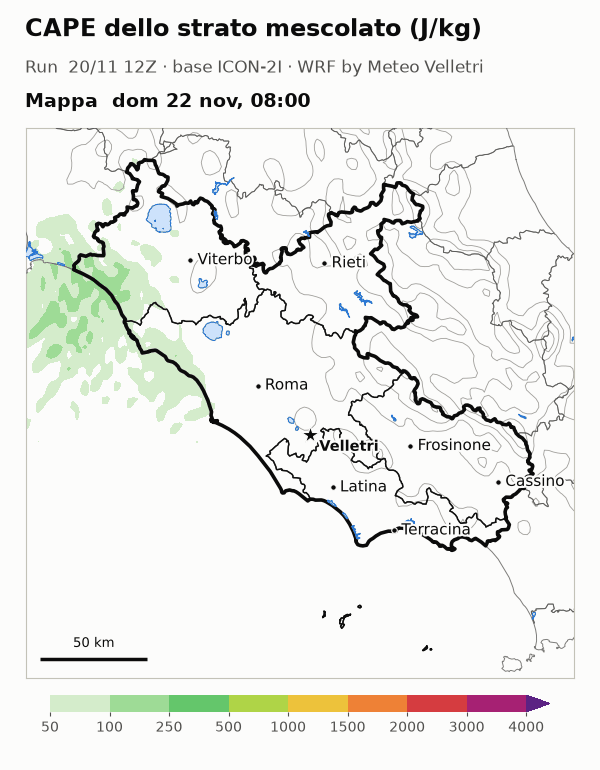 CAPE dello strato mescolato (J/kg)
Run  20/11 12Z · base ICON-2I · WRF by Meteo Velletri
Mappa  dom 22 nov, 08:00
Viterbo
Rieti
Roma
Velletri
Frosinone
Latina
Cassino
Terracina
50 km
50 100 250 500 1000 1500 2000 3000 4000